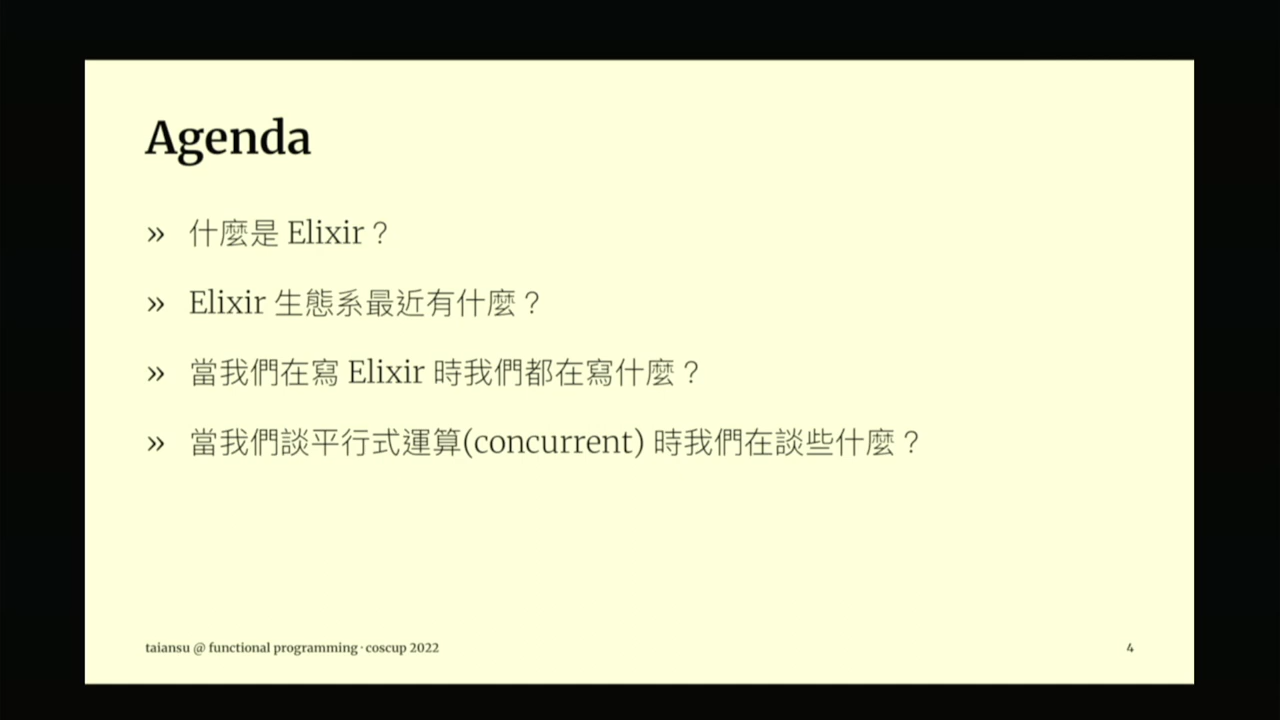 Agenda
» 什麼是 Elixir？
» Elixir 生態系最近有什麼？
» 當我們在寫 Elixir 時我們都在寫什麼？
» 當我們談平行式運算(concurrent) 時我們在談些什麼？
taiansu @ functional programming · coscup 2022
4